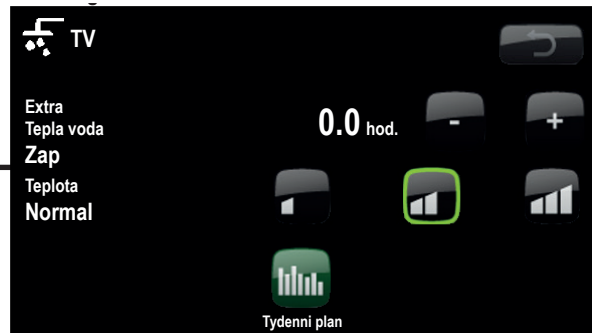 TV
Extra
Tepla voda
0.0 hod.
-
+
Zap
Teplota
Normal
Tydenni plan